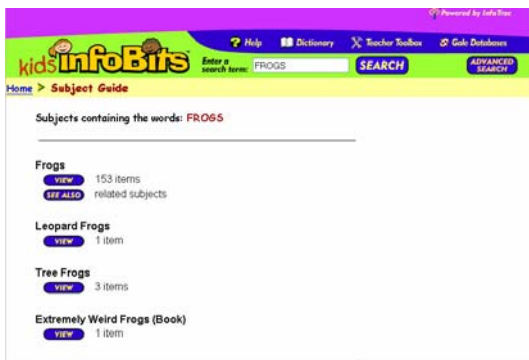 Powered by InfoTrac
Help Dictionary Teacher Toolbox Gale Databases
kids InfoBits Enter a search term: FROGS SEARCH ADVANCED SEARCH
Home > Subject Guide
Subjects containing the words: FROGS
Frogs
VIEW 153 items
SEE ALSO related subjects
Leopard Frogs
VIEW 1 item
Tree Frogs
VIEW 3 items
Extremely Weird Frogs (Book)
VIEW 1 item